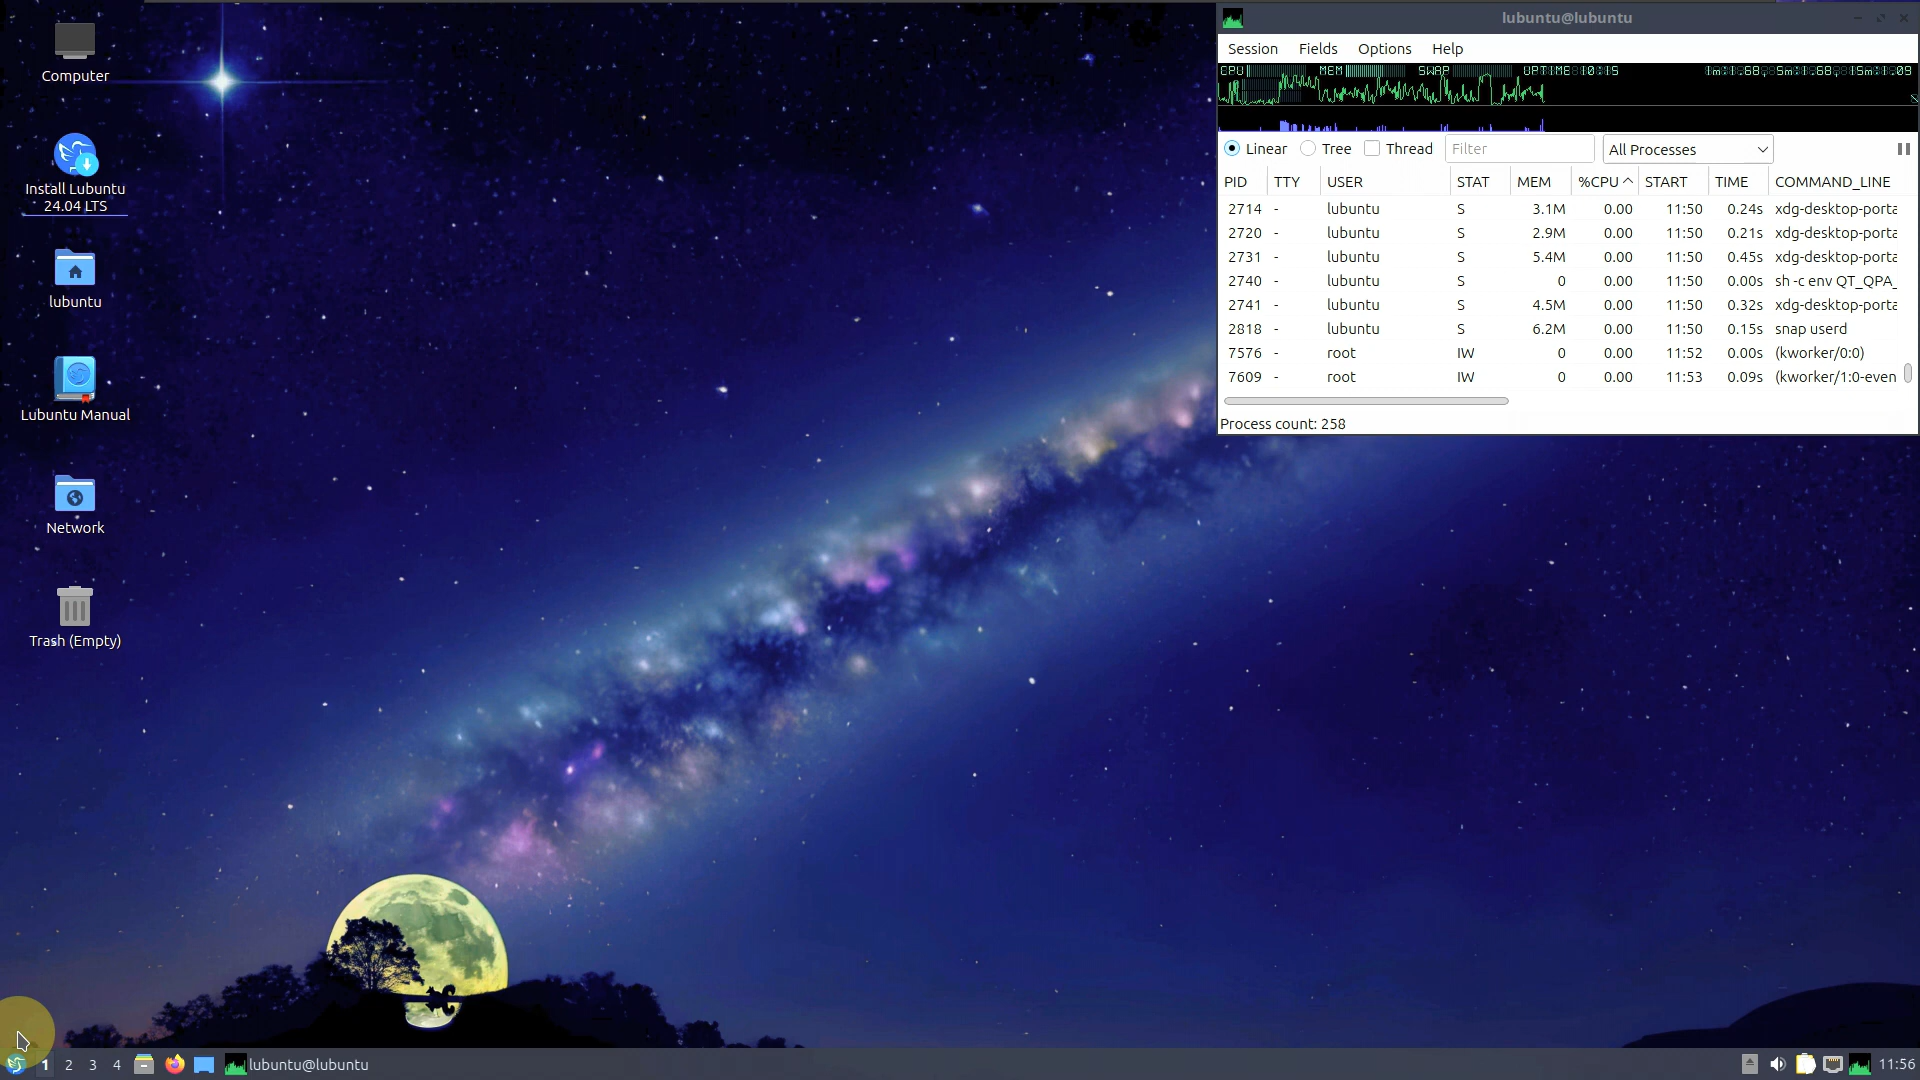 Computer
Install Lubuntu
24.04 LTS
lubuntu
Lubuntu Manual
Network
Trash (Empty)
lubuntu@lubuntu
Session Fields Options Help
CPU MEM SWAP UPTIME
Linear Tree Thread Filter All Processes
PID TTY USER STAT MEM %CPU START TIME COMMAND_LINE
2714 - lubuntu S 3.1M 0.00 11:50 0.24s xdg-desktop-porta
2720 - lubuntu S 2.9M 0.00 11:50 0.21s xdg-desktop-porta
2731 - lubuntu S 5.4M 0.00 11:50 0.45s xdg-desktop-porta
2740 - lubuntu S 0 0.00 11:50 0.00s sh -c env QT_QPA_
2741 - lubuntu S 4.5M 0.00 11:50 0.32s xdg-desktop-porta
2818 - lubuntu S 6.2M 0.00 11:50 0.15s snap userd
7576 - root IW 0 0.00 11:52 0.00s (kworker/0:0)
7609 - root IW 0 0.00 11:53 0.09s (kworker/1:0-even
Process count: 258
1 2 3 4 lubuntu@lubuntu 11:56